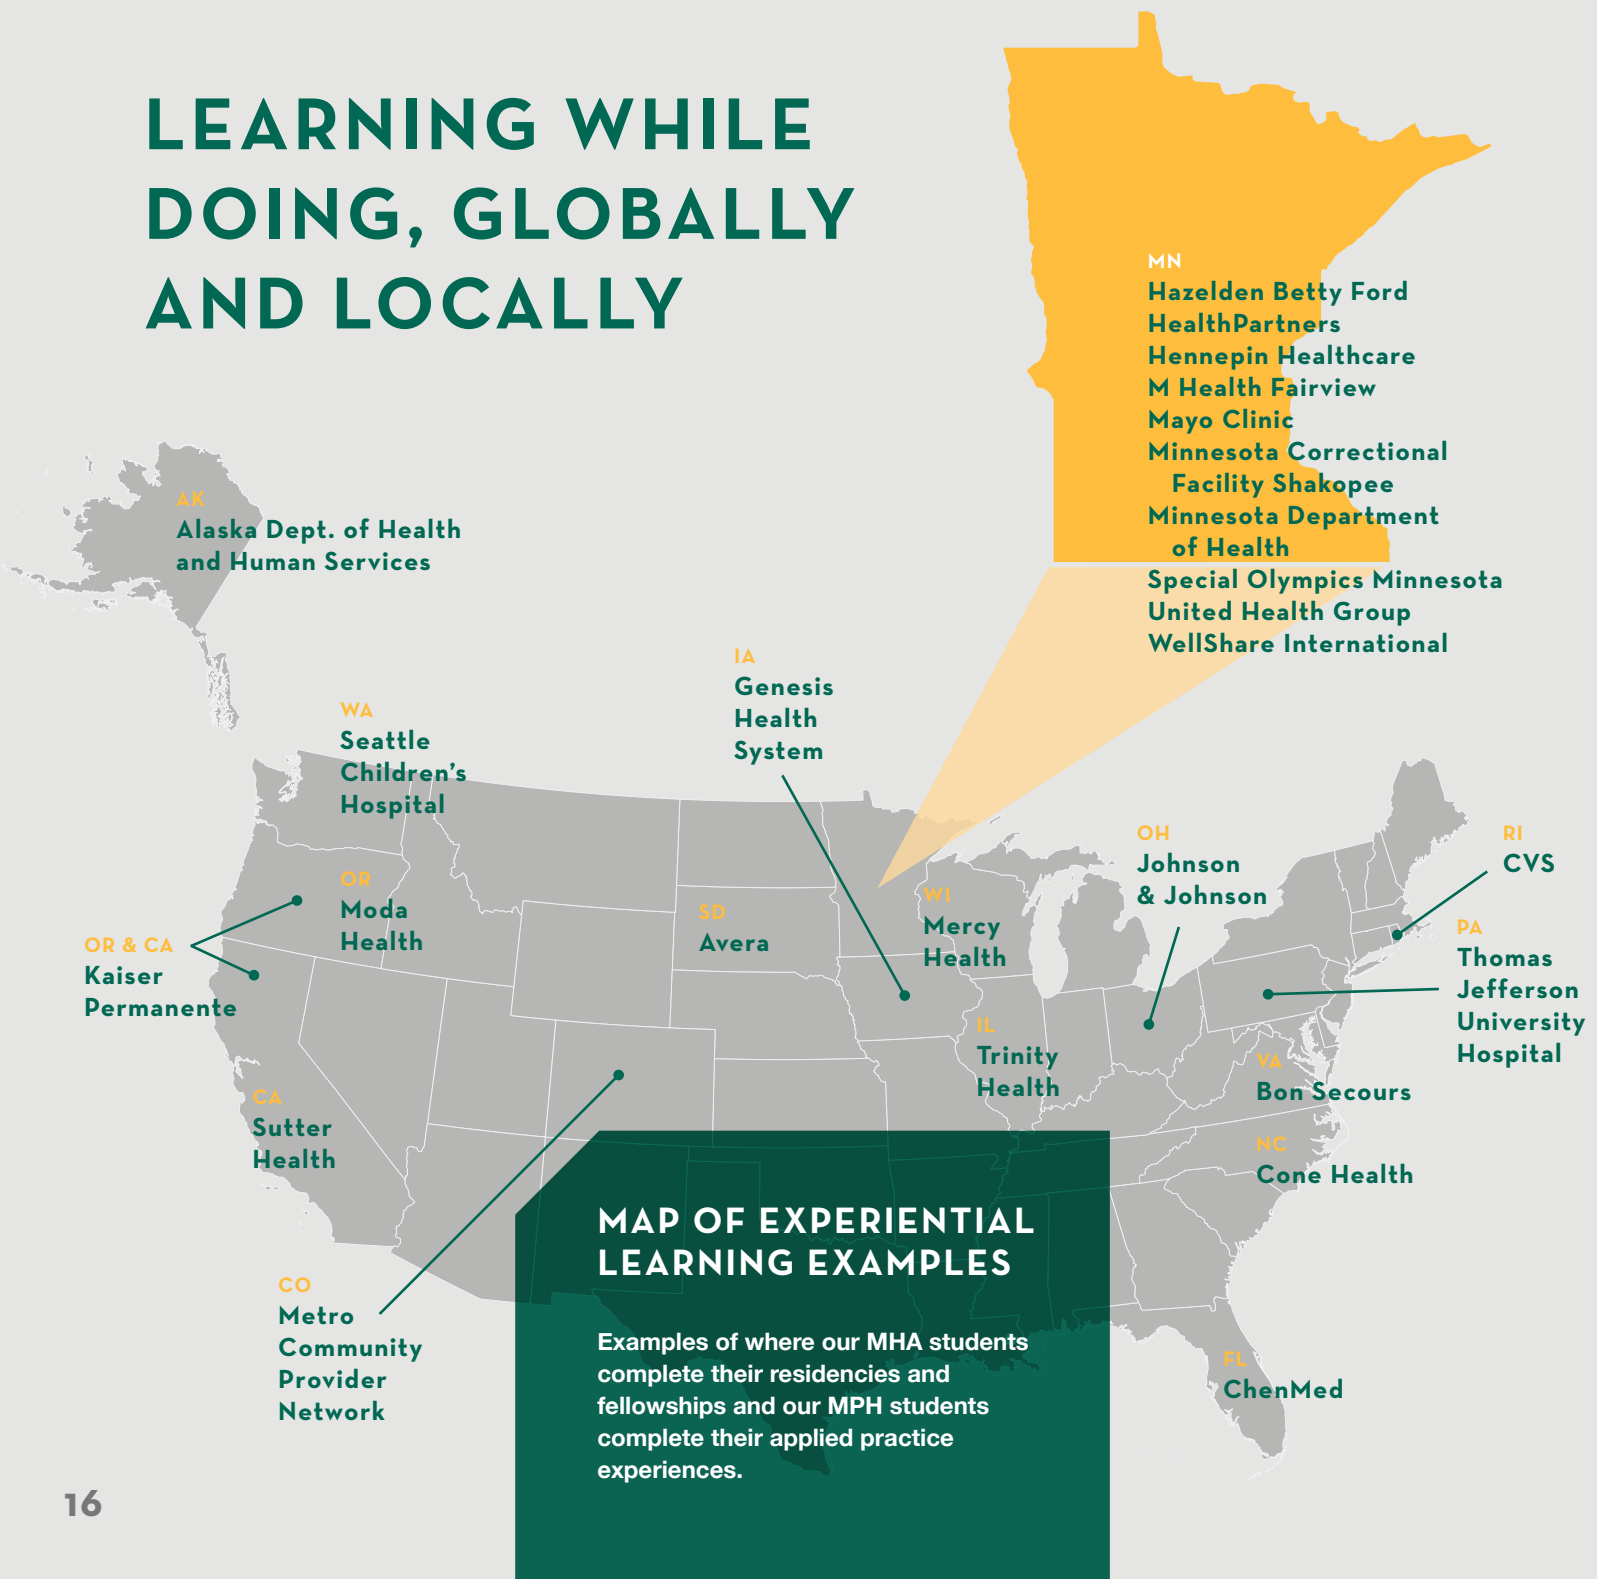 LEARNING WHILE
DOING, GLOBALLY
AND LOCALLY
MN
Hazelden Betty Ford
HealthPartners
Hennepin Healthcare
M Health Fairview
Mayo Clinic
Minnesota Correctional
Facility Shakopee
Minnesota Department
of Health
Special Olympics Minnesota
United Health Group
WellShare International
AK
Alaska Dept. of Health
and Human Services
WA
Seattle
Children's
Hospital
IA
Genesis
Health
System
OR
Moda
Health
OR & CA
Kaiser
Permanente
SD
Avera
WI
Mercy
Health
OH
Johnson
& Johnson
RI
CVS
PA
Thomas
Jefferson
University
Hospital
IL
Trinity
Health
VA
Bon Secours
CA
Sutter
Health
NC
Cone Health
CO
Metro
Community
Provider
Network
FL
ChenMed
MAP OF EXPERIENTIAL
LEARNING EXAMPLES
Examples of where our MHA students
complete their residencies and
fellowships and our MPH students
complete their applied practice
experiences.
16